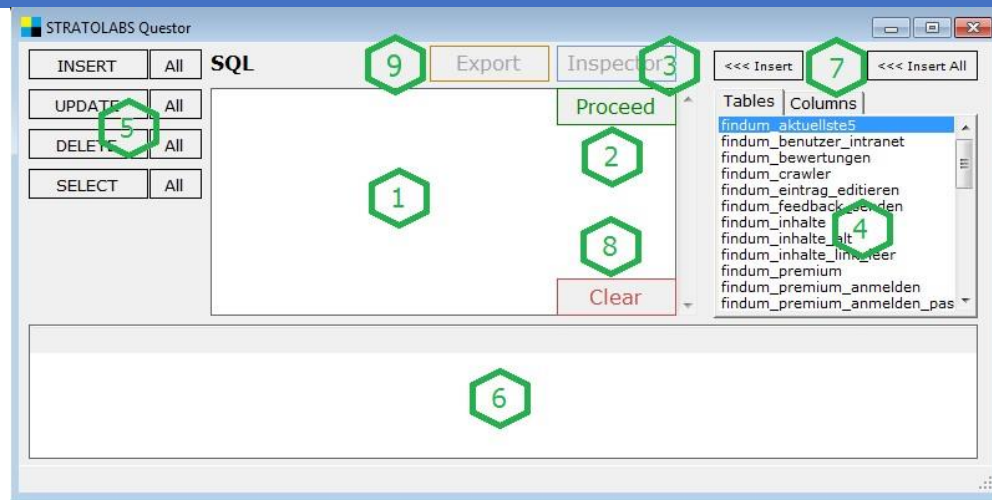 STRATOLABS Questor
INSERT All SQL 9 Export Inspector 3 <<< Insert 7 <<< Insert All
UPDATE All Proceed Tables Columns
5
DELETE All 2
SELECT All 1
8
Clear
findum_aktuellste5
findum_benutzer_intranet
findum_bewertungen
findum_crawler
findum_eintrag_editieren
findum_feedback_senden
findum_inhalte
findum_inhalte_alt
4
findum_inhalte_link_leer
findum_premium
findum_premium_anmelden
findum_premium_anmelden_pas
6